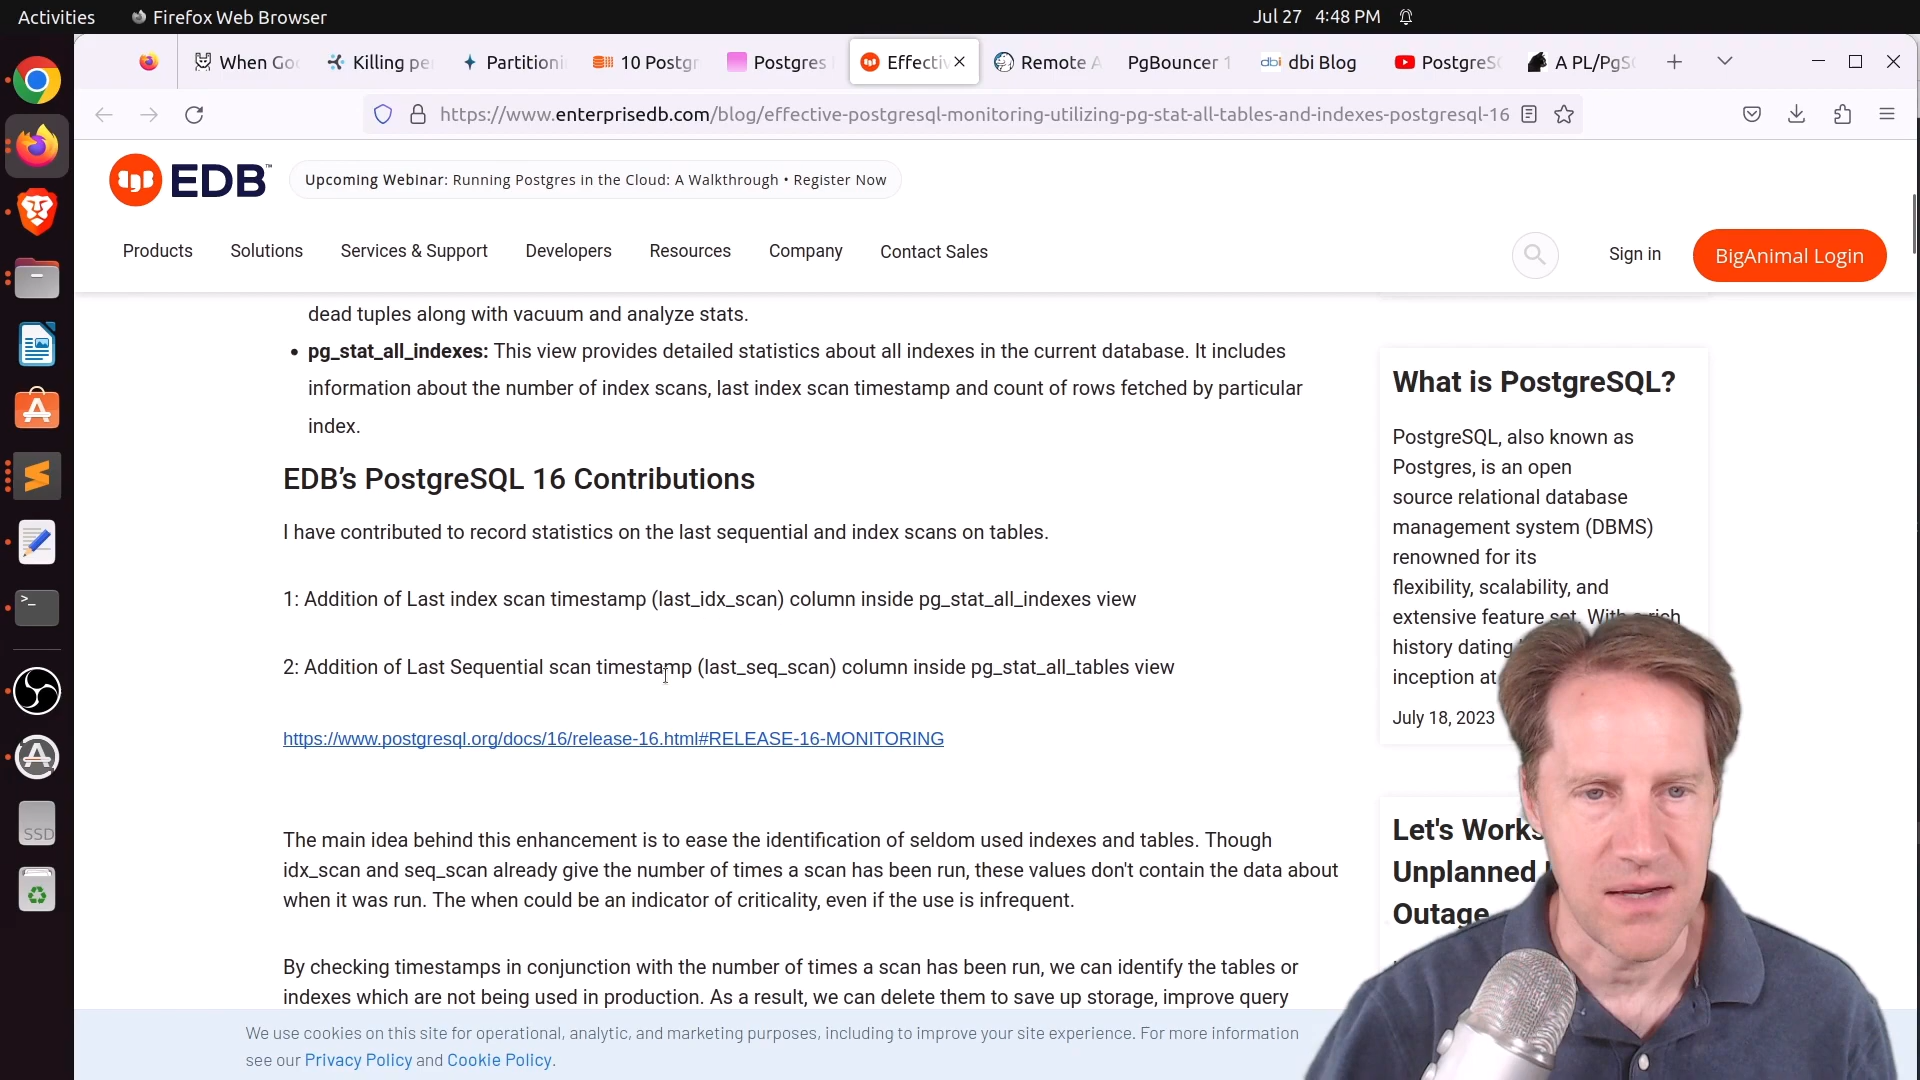 Activities
Firefox Web Browser
Jul 27 4:48 PM
When Go
Killing pe
Partitioni
10 Postgr
Postgres
Effectiv
Remote A
PgBouncer 1
dbi
dbi Blog
PostgreS
A PL/PgS
https://www.enterprisedb.com/blog/effective-postgresql-monitoring-utilizing-pg-stat-all-tables-and-indexes-postgresql-16
EDB™
Upcoming Webinar: Running Postgres in the Cloud: A Walkthrough • Register Now
Products
Solutions
Services & Support
Developers
Resources
Company
Contact Sales
Sign in
BigAnimal Login
dead tuples along with vacuum and analyze stats.
• pg_stat_all_indexes: This view provides detailed statistics about all indexes in the current database. It includes
information about the number of index scans, last index scan timestamp and count of rows fetched by particular
index.
EDB’s PostgreSQL 16 Contributions
I have contributed to record statistics on the last sequential and index scans on tables.
1: Addition of Last index scan timestamp (last_idx_scan) column inside pg_stat_all_indexes view
2: Addition of Last Sequential scan timestamp (last_seq_scan) column inside pg_stat_all_tables view
https://www.postgresql.org/docs/16/release-16.html#RELEASE-16-MONITORING
The main idea behind this enhancement is to ease the identification of seldom used indexes and tables. Though
idx_scan and seq_scan already give the number of times a scan has been run, these values don't contain the data about
when it was run. The when could be an indicator of criticality, even if the use is infrequent.
By checking timestamps in conjunction with the number of times a scan has been run, we can identify the tables or
indexes which are not being used in production. As a result, we can delete them to save up storage, improve query
What is PostgreSQL?
PostgreSQL, also known as
Postgres, is an open
source relational database
management system (DBMS)
renowned for its
flexibility, scalability, and
extensive feature set. With a rich
history dating
inception at
July 18, 2023
Let's Works
Unplanned
Outage
We use cookies on this site for operational, analytic, and marketing purposes, including to improve your site experience. For more information
see our Privacy Policy and Cookie Policy.
SSD